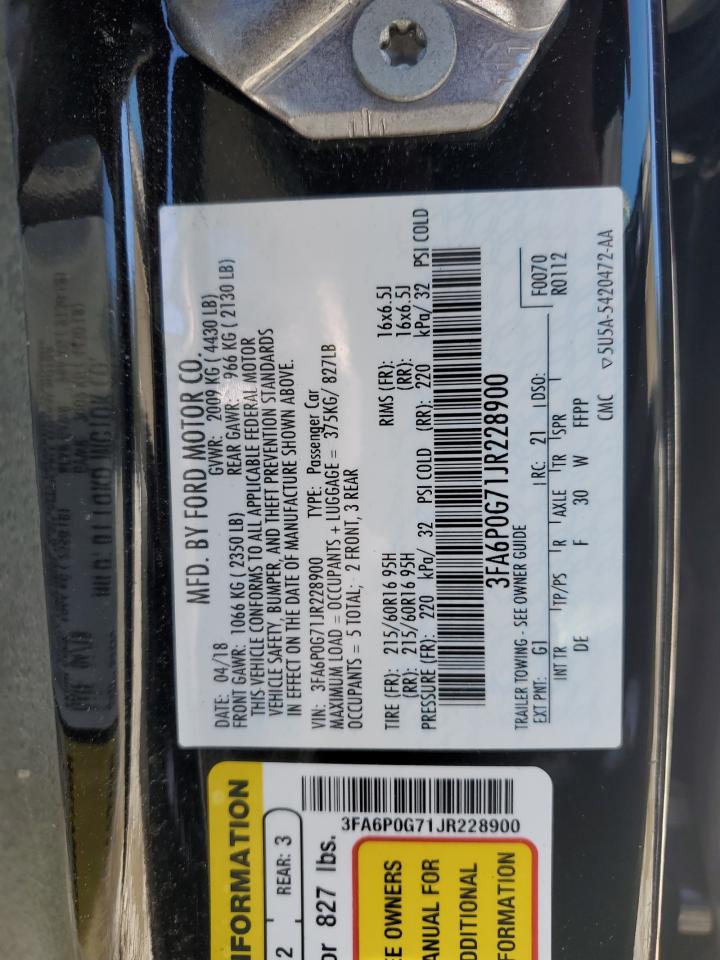 MFD. BY FORD MOTOR CO.
DATE: 04/18 GVWR: 2009 KG ( 4430 LB)
FRONT GAWR: 1066 KG ( 2350 LB) REAR GAWR: 966 KG ( 2130 LB)
THIS VEHICLE CONFORMS TO ALL APPLICABLE FEDERAL MOTOR
VEHICLE SAFETY, BUMPER, AND THEFT PREVENTION STANDARDS
IN EFFECT ON THE DATE OF MANUFACTURE SHOWN ABOVE.
VIN: 3FA6P0G71JR228900 TYPE: Passenger Car
MAXIMUM LOAD = OCCUPANTS + LUGGAGE = 375KG/ 827LB
OCCUPANTS = 5 TOTAL; 2 FRONT, 3 REAR
TIRE (FR): 215/60R16 95H RIMS (FR): 16x6.5J
(RR): 215/60R16 95H (RR): 16x6.5J
PRESSURE (FR): 220 kPa/ 32 PSI COLD (RR): 220 kPa/ 32 PSI COLD
3FA6P0G71JR228900
TRAILER TOWING - SEE OWNER GUIDE
EXT PNT: G1 RC: 21 DSO: F0070
R0112
INT TR TP/PS R AXLE TR SPR
DE F 30 W FFPP
CMC 5U5A-5420472-AA
NFORMATION
2 REAR: 3
or 827 lbs.
3FA6P0G71JR228900
EE OWNERS
ANUAL FOR
DDITIONAL
FORMATION